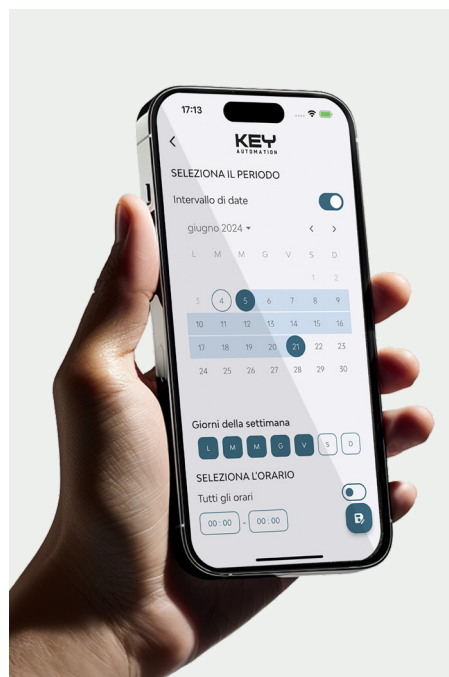 17:13
KEY
AUTOMATION
SELEZIONA IL PERIODO
Intervallo di date
giugno 2024
L M M G V S D
1 2
3 4 5 6 7 8 9
10 11 12 13 14 15 16
17 18 19 20 21 22 23
24 25 26 27 28 29 30
Giorni della settimana
L M M G V S D
SELEZIONA L'ORARIO
Tutti gli orari
00 : 00 - 00 : 00